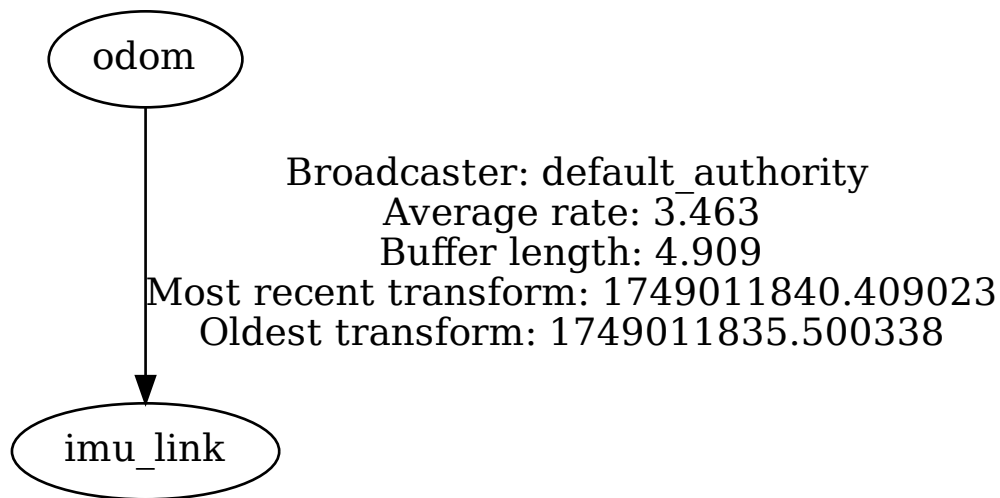 odom
Broadcaster: default_authority
Average rate: 3.463
Buffer length: 4.909
Most recent transform: 1749011840.409023
Oldest transform: 1749011835.500338
imu_link